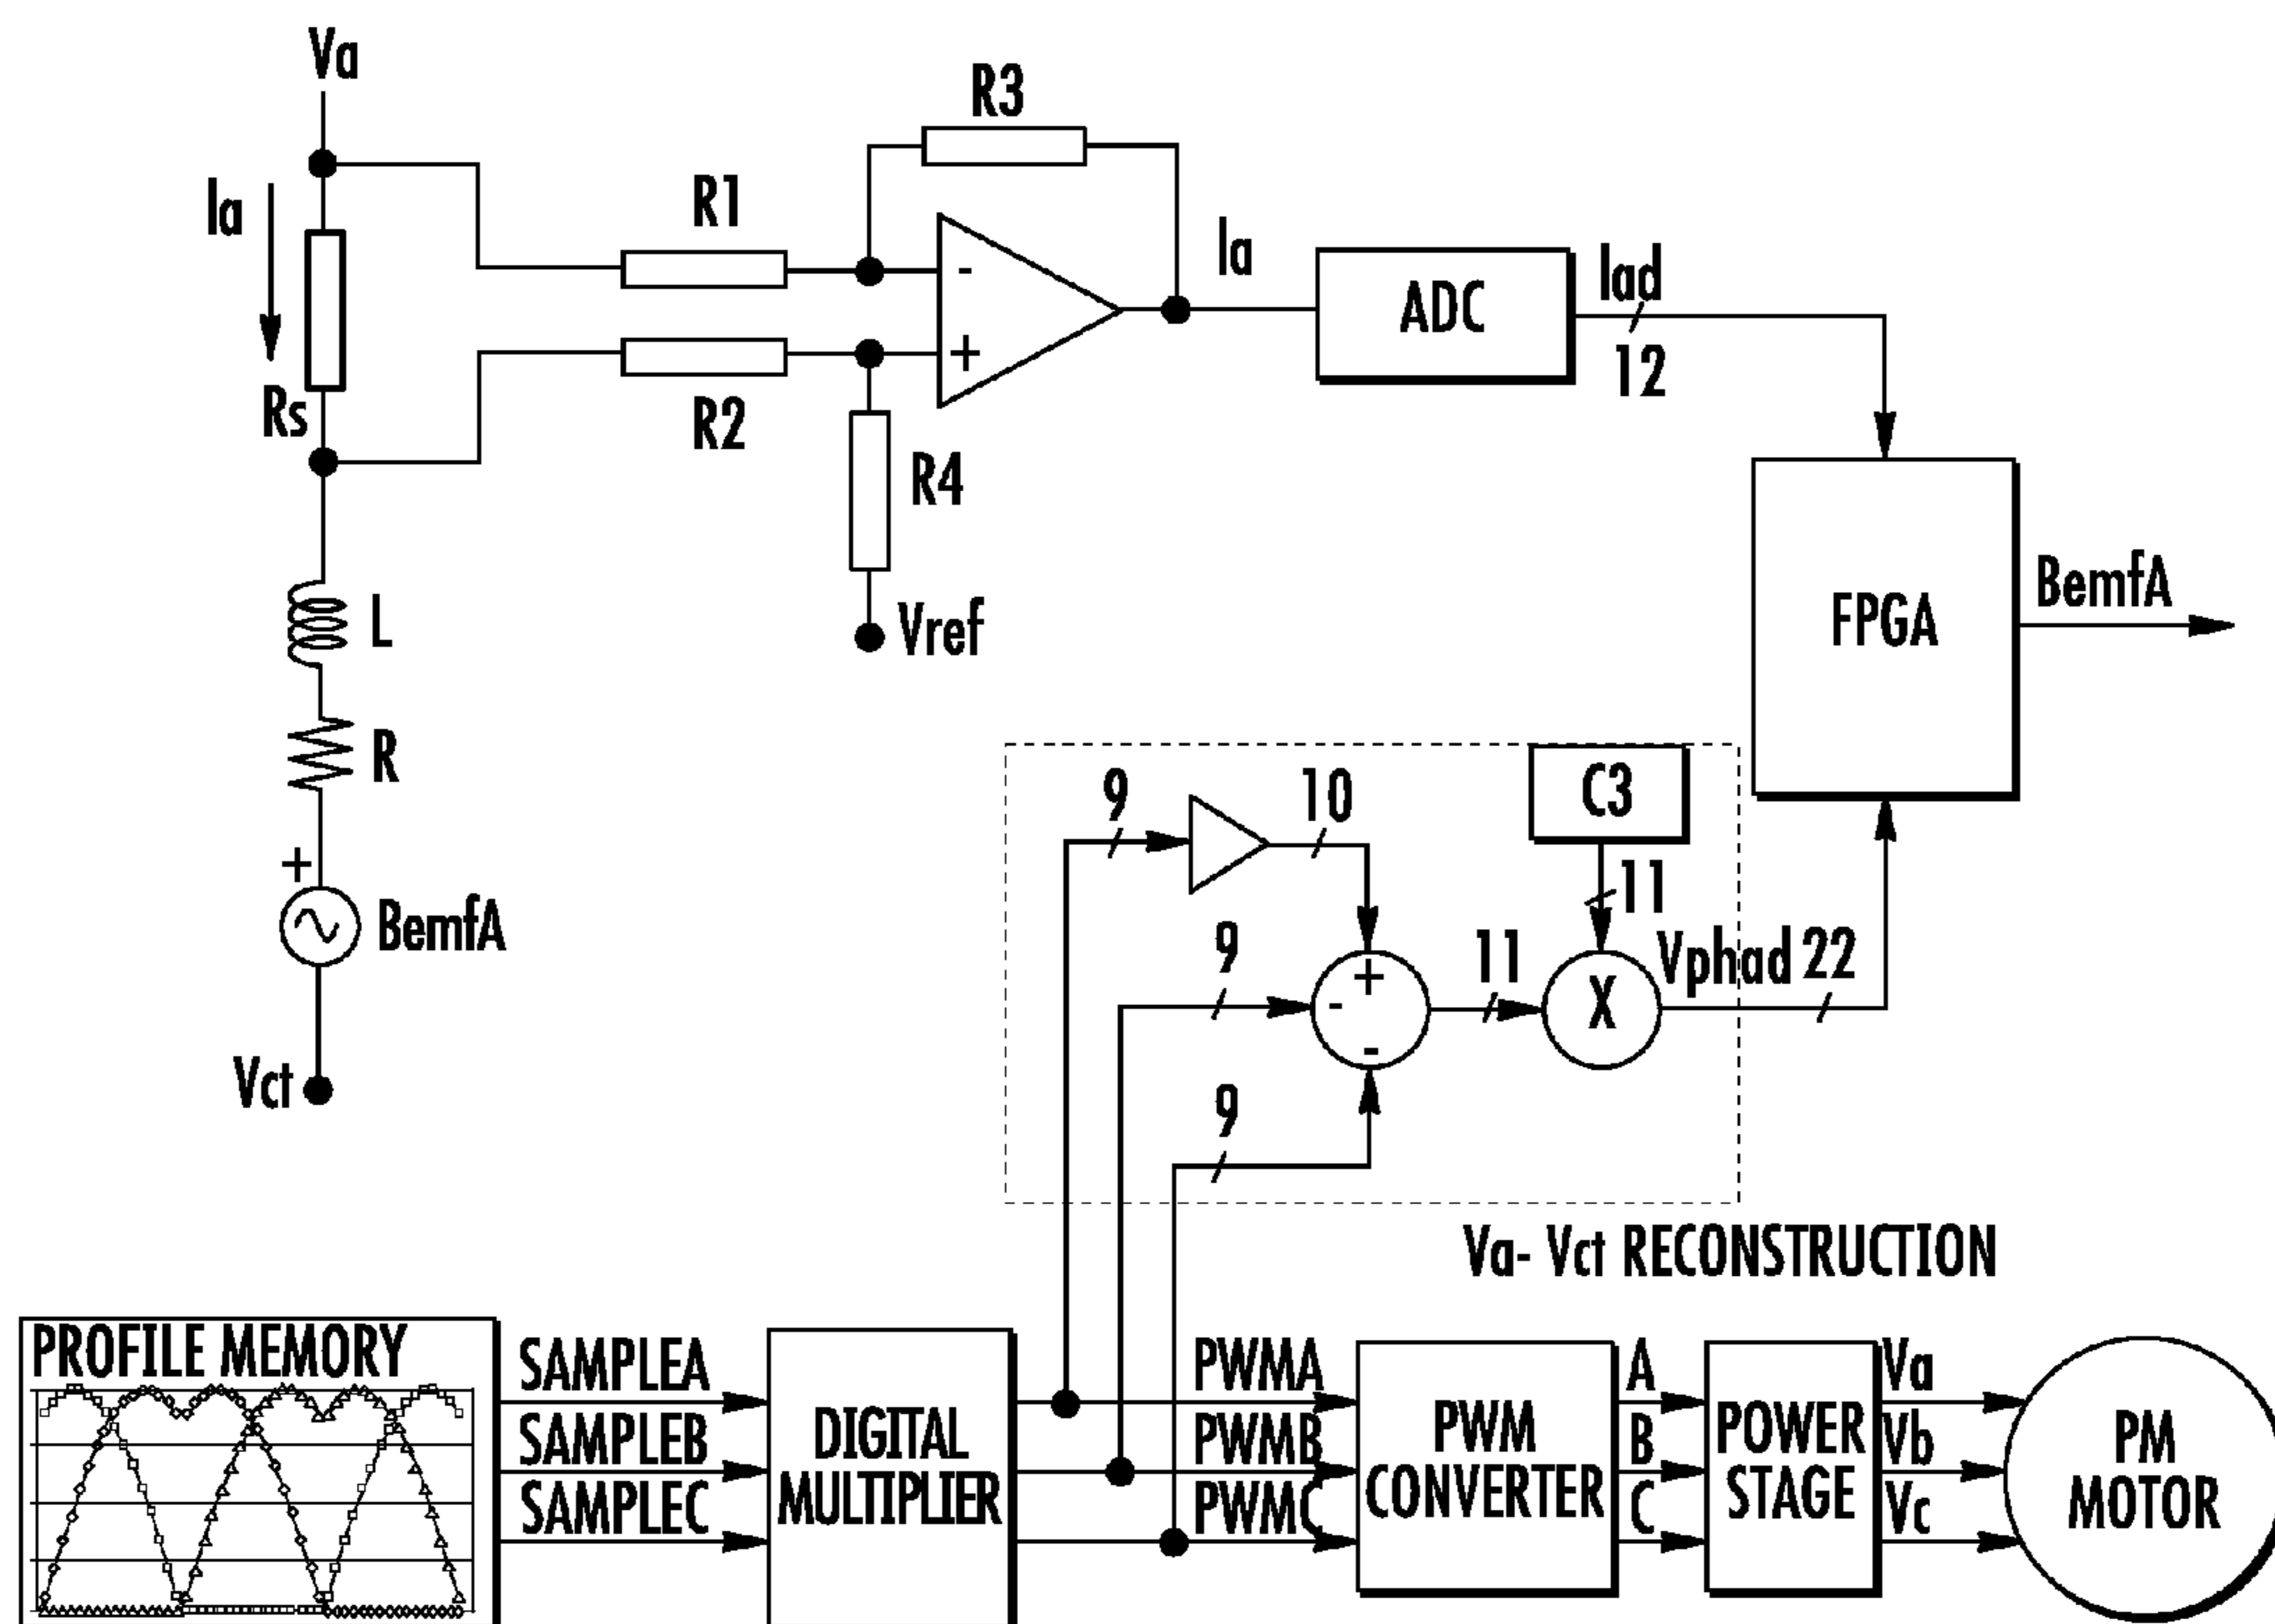 Va
R3
Ia
R1
-
Ia
ADC
Iad
12
Rs
R2
+
R4
Vref
L
R
+
BemfA
Vct
FPGA
BemfA
9
10
C3
11
9
+
-
-
11
X
Vphad 22
9
Va- Vct RECONSTRUCTION
PROFILE MEMORY
SAMPLEA
SAMPLEB
SAMPLEC
DIGITAL
MULTIPLIER
PWMA
PWMB
PWMC
PWM
CONVERTER
A
B
C
POWER
STAGE
Va
Vb
Vc
PM
MOTOR